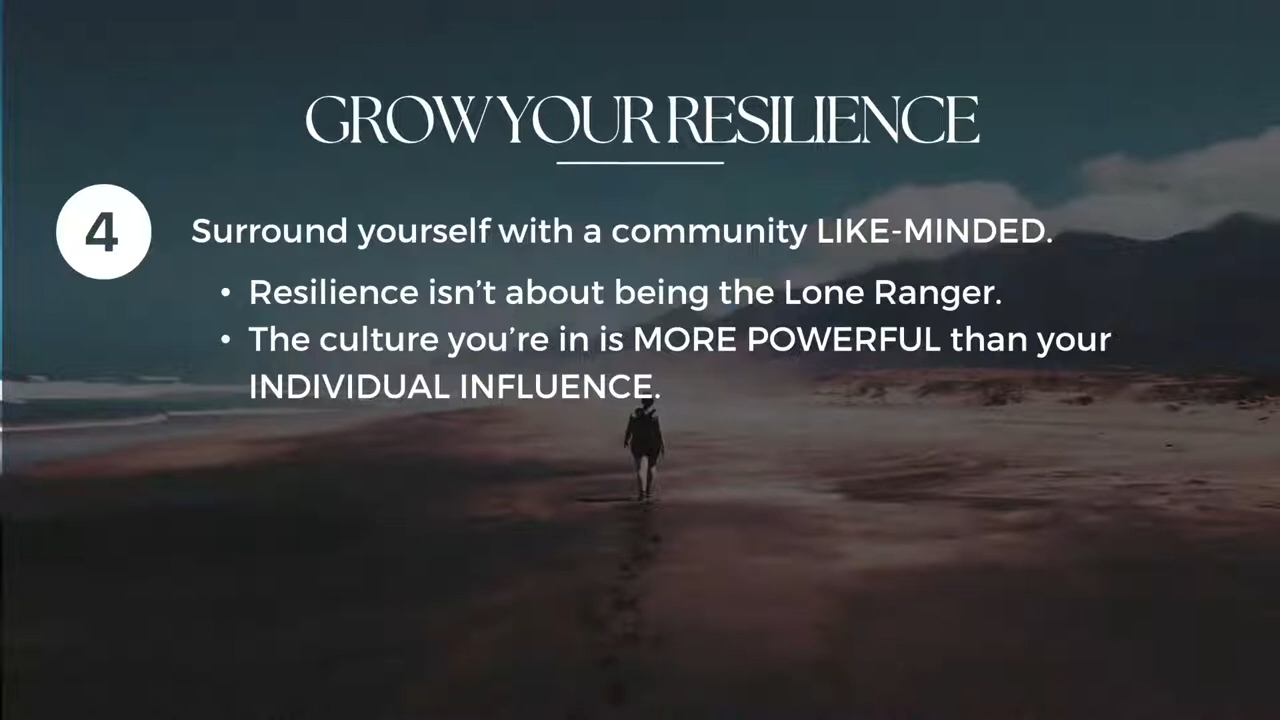 GROW YOUR RESILIENCE
4
Surround yourself with a community LIKE-MINDED.
• Resilience isn’t about being the Lone Ranger.
• The culture you’re in is MORE POWERFUL than your
INDIVIDUAL INFLUENCE.